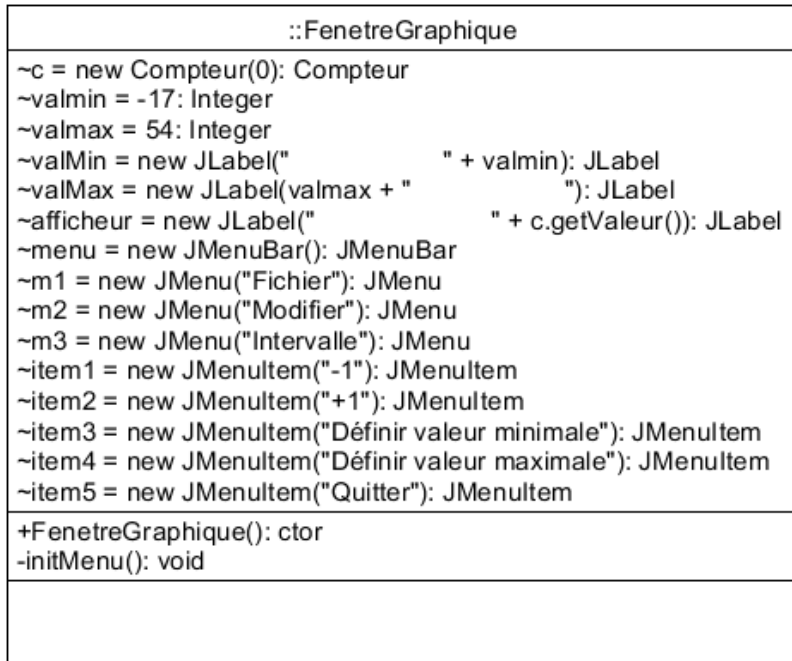 ::FenetreGraphique
~c = new Compteur(0): Compteur
~valmin = -17: Integer
~valmax = 54: Integer
~valMin = new JLabel("                    " + valmin): JLabel
~valMax = new JLabel(valmax + "                    "): JLabel
~afficheur = new JLabel("                       " + c.getValeur()): JLabel
~menu = new JMenuBar(): JMenuBar
~m1 = new JMenu("Fichier"): JMenu
~m2 = new JMenu("Modifier"): JMenu
~m3 = new JMenu("Intervalle"): JMenu
~item1 = new JMenuItem("-1"): JMenuItem
~item2 = new JMenuItem("+1"): JMenuItem
~item3 = new JMenuItem("Définir valeur minimale"): JMenuItem
~item4 = new JMenuItem("Définir valeur maximale"): JMenuItem
~item5 = new JMenuItem("Quitter"): JMenuItem
+FenetreGraphique(): ctor
-initMenu(): void